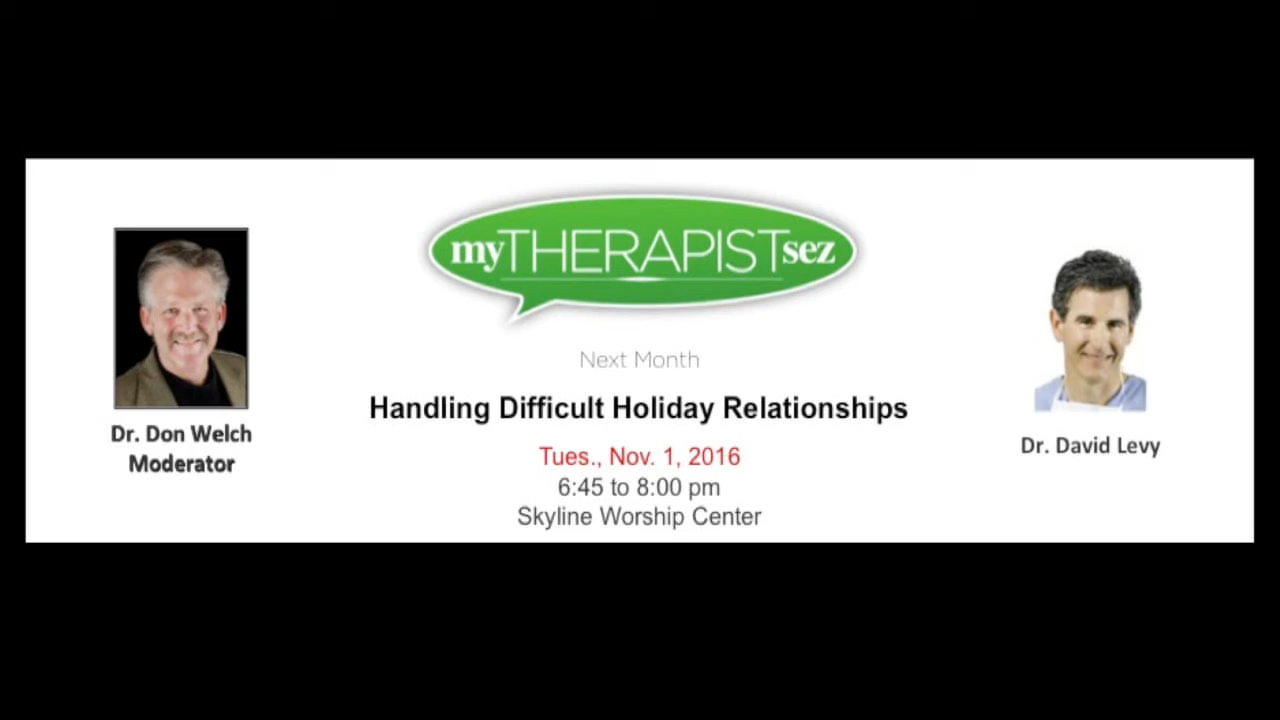 myTHERAPISTsez
Next Month
Handling Difficult Holiday Relationships
Tues., Nov. 1, 2016
6:45 to 8:00 pm
Skyline Worship Center
Dr. Don Welch
Moderator
Dr. David Levy